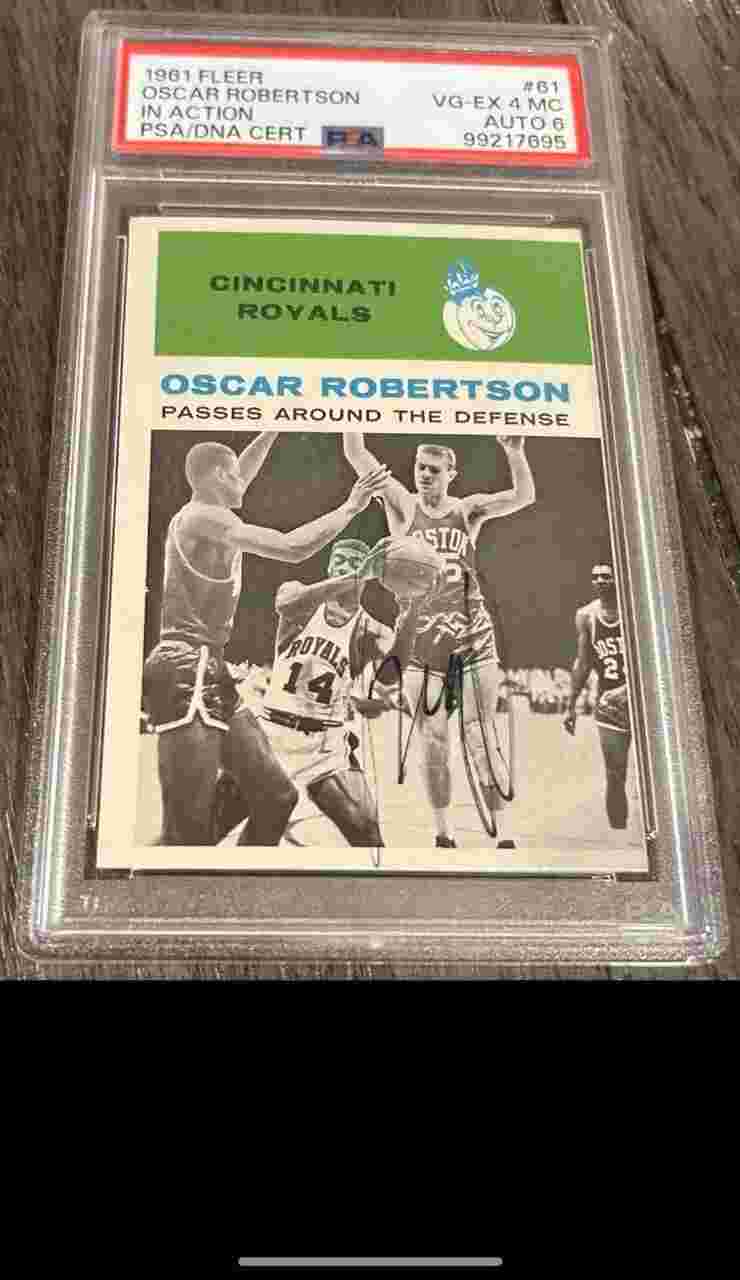 1961 FLEER #61
OSCAR ROBERTSON VG-EX 4 MC
IN ACTION AUTO 6
PSA/DNA CERT PSA 99217695
CINCINNATI
ROYALS
OSCAR ROBERTSON
PASSES AROUND THE DEFENSE
ROYALS
14